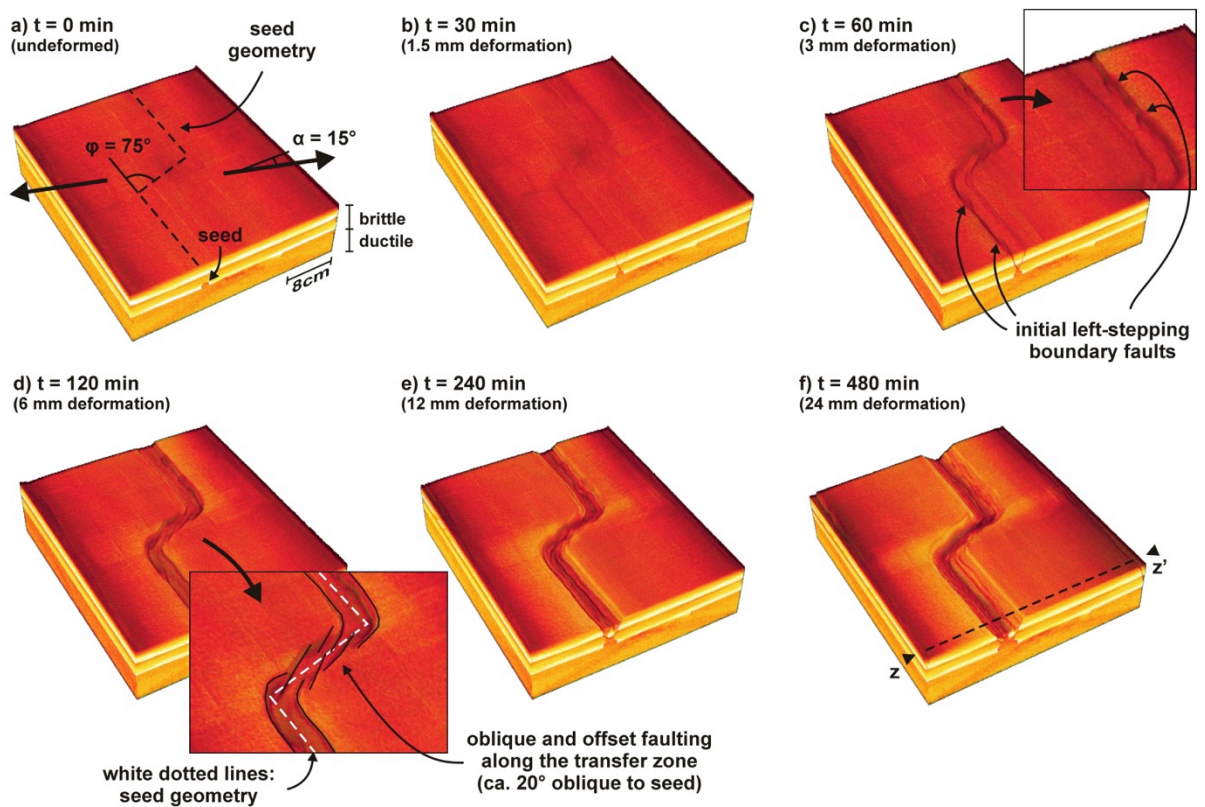 a) t = 0 min
(undeformed)
seed
geometry
φ = 75°
α = 15°
seed
brittle
ductile
8cm
b) t = 30 min
(1.5 mm deformation)
c) t = 60 min
(3 mm deformation)
initial left-stepping
boundary faults
d) t = 120 min
(6 mm deformation)
white dotted lines:
seed geometry
oblique and offset faulting
along the transfer zone
(ca. 20° oblique to seed)
e) t = 240 min
(12 mm deformation)
f) t = 480 min
(24 mm deformation)
z
z'